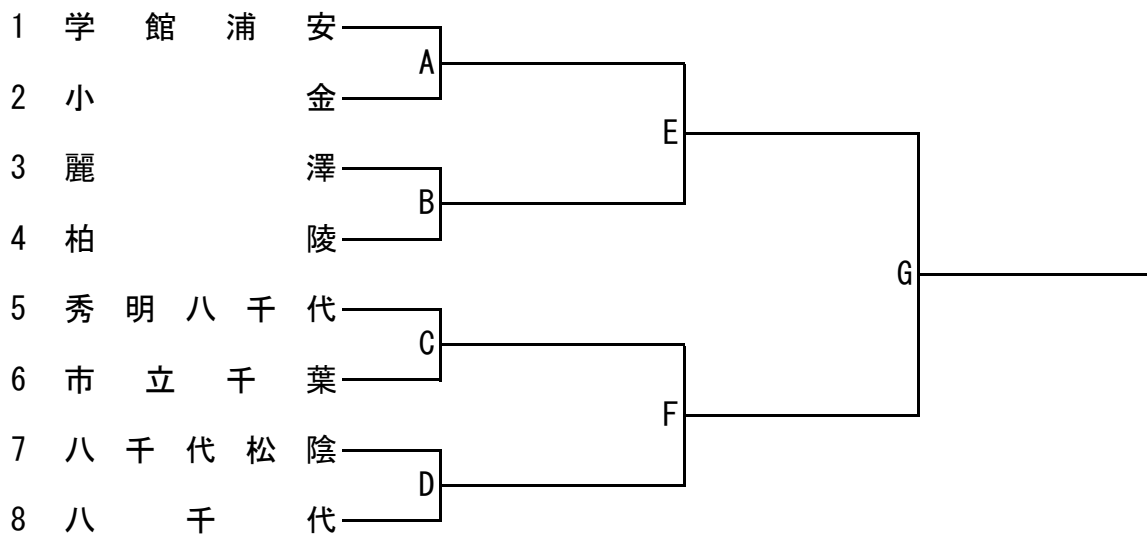 1 学館浦安
A
2 小金
E
3 麗澤
B
4 柏陵
G
5 秀明八千代
C
6 市立千葉
F
7 八千代松陰
D
8 八千代